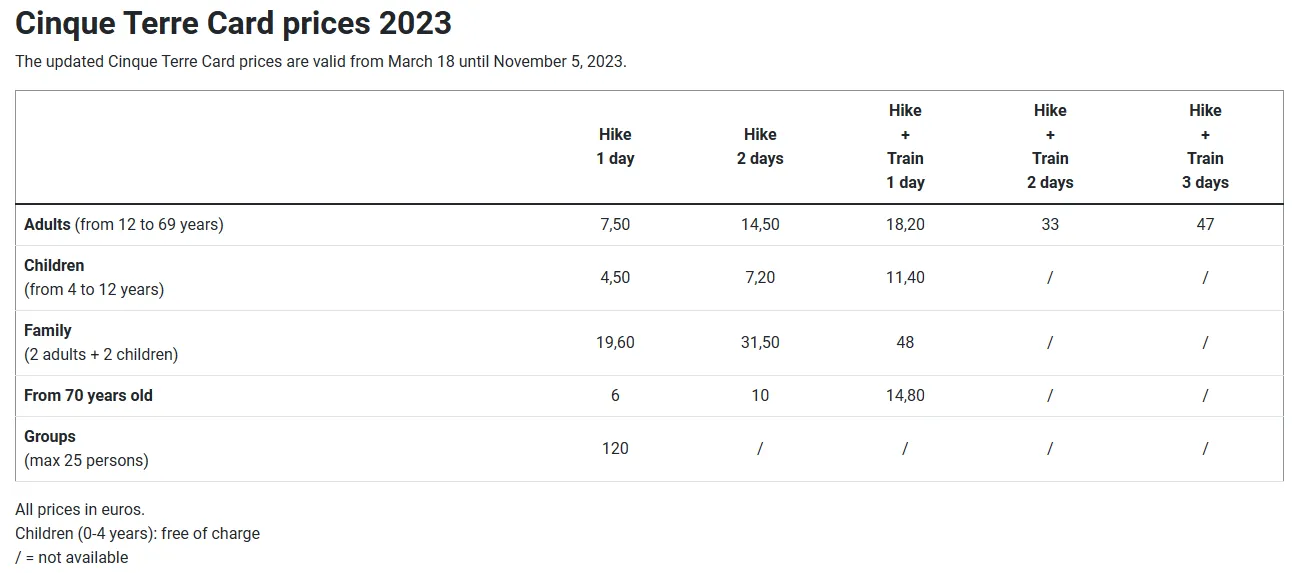 Cinque Terre Card prices 2023
The updated Cinque Terre Card prices are valid from March 18 until November 5, 2023.
Hike
1 day
Hike
2 days
Hike
+
Train
1 day
Hike
+
Train
2 days
Hike
+
Train
3 days
Adults (from 12 to 69 years) 7,50 14,50 18,20 33 47
Children
(from 4 to 12 years)
4,50 7,20 11,40 / /
Family
(2 adults + 2 children)
19,60 31,50 48 / /
From 70 years old 6 10 14,80 / /
Groups
(max 25 persons)
120 / / / /
All prices in euros.
Children (0-4 years): free of charge
/ = not available